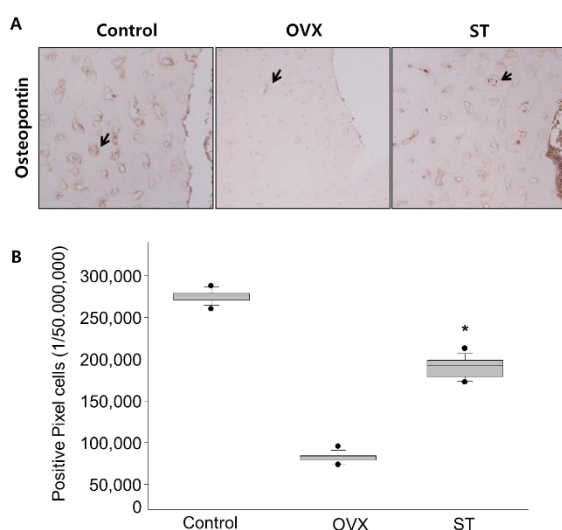 A
Control OVX ST
Osteopontin
B
Positive Pixel cells (1/50.000,000)
300,000
250,000
200,000
150,000
100,000
50,000
0
*
Control OVX ST